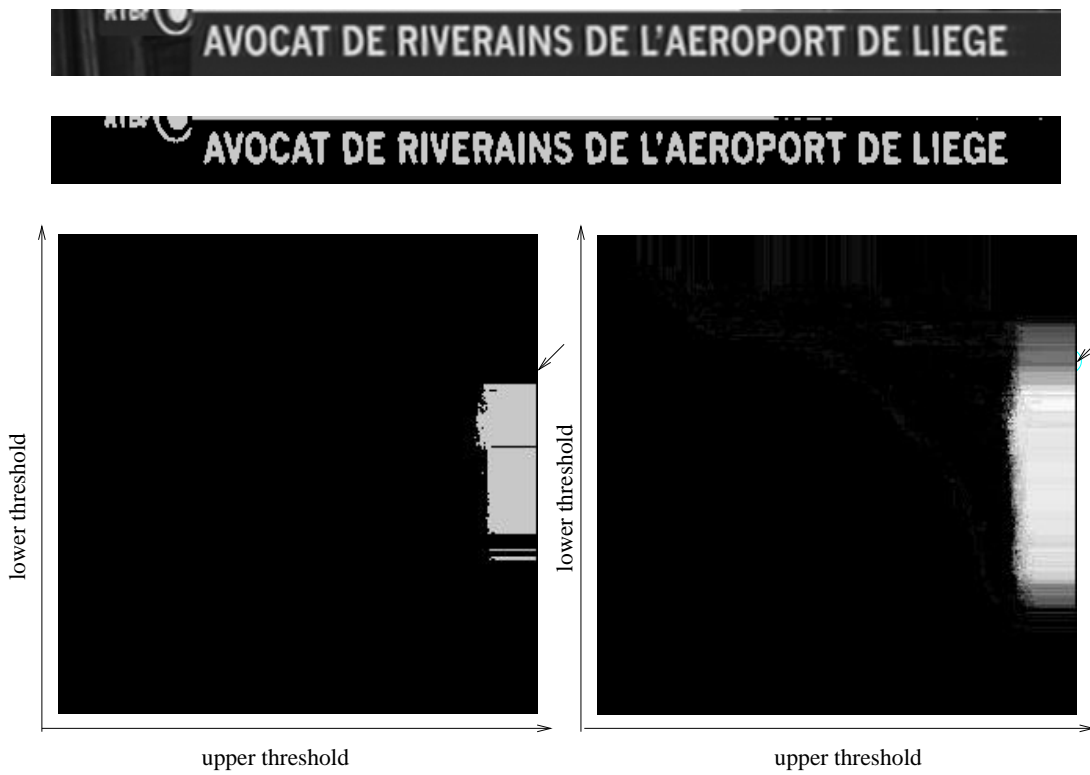 AVOCAT DE RIVERAINS DE L'AEROPORT DE LIEGE
AVOCAT DE RIVERAINS DE L'AEROPORT DE LIEGE
lower threshold
upper threshold
lower threshold
upper threshold